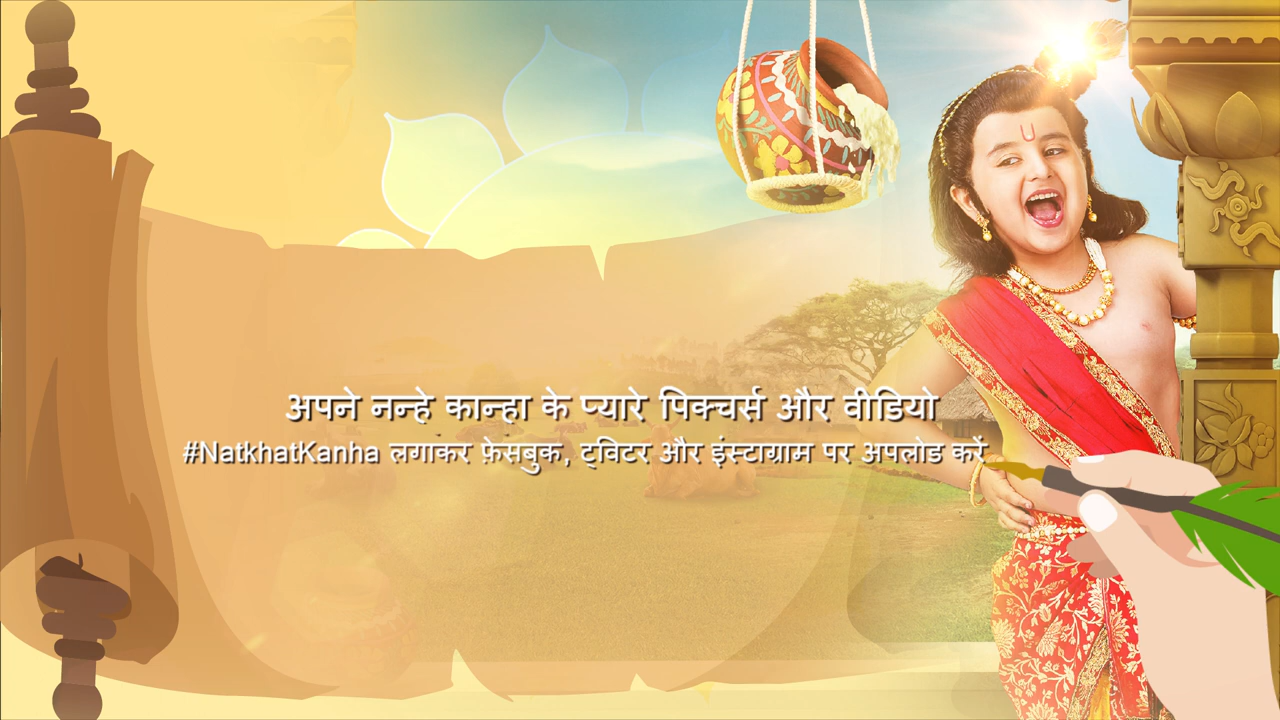 अपने नन्हे कान्हा के प्यारे पिक्चर्स और वीडियो
#NatkhatKanha लगाकर फ़ेसबुक, ट्विटर और इंस्टाग्राम पर अपलोड करें